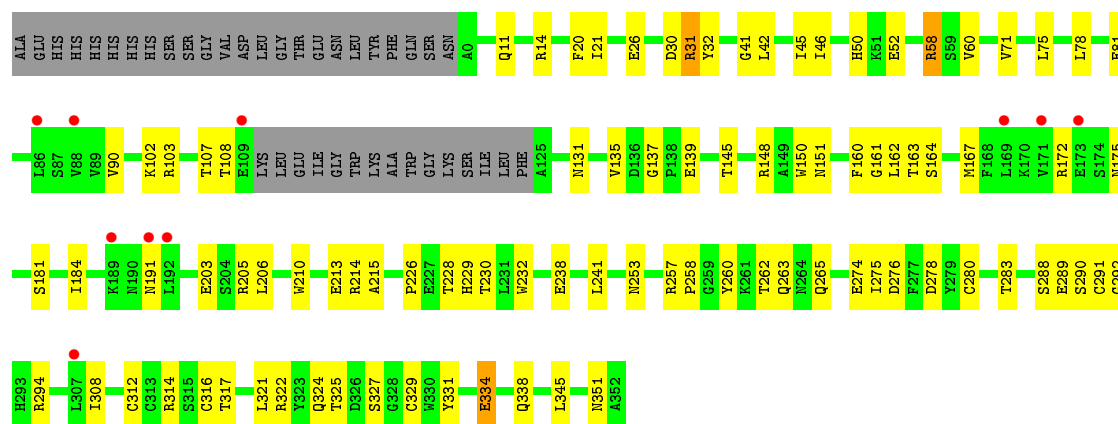 ALA GLU HIS HIS HIS HIS HIS HIS SER SER GLY VAL ASP LEU GLY THR GLU ASN LEU TYR PHE GLN SER ASN A0 Q11 R14 F20 I21 E26 D30 R31 Y32 G41 L42 I45 I46 H50 K51 E52 R58 S59 V60 V71 L75 L78
L86 S87 V88 V89 V90 K102 R103 T107 T108 E109 LYS LEU GLU ILE GLY TRP LYS ALA TRP GLY LYS SER ILE LEU PHE A125 N131 V135 D136 G137 P138 E139 T145 R148 A149 W150 N151 F160 G161 L162 T163 S164 M167 F168 L169 K170 V171 R172 E173 S174 N175
S181 I184 K189 N190 N191 L192 E203 S204 R205 L206 W210 E213 R214 A215 P226 E227 T228 H229 T230 L231 W232 E238 L241 N253 R257 P258 G259 Y260 K261 T262 Q263 N264 Q265 E274 I275 D276 F277 D278 Y279 C280 T283 S288 E289 S290 C291
H293 R294 L307 I308 C312 C313 R314 S315 C316 T317 L321 R322 Y323 Q324 T325 D326 S327 G328 C329 W330 Y331 E334 Q338 L345 N351 A352